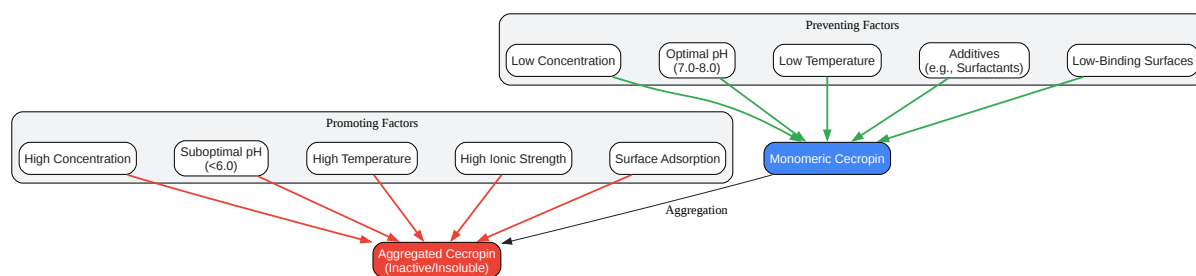 Preventing Factors
Low Concentration
Optimal pH
(7.0-8.0)
Low Temperature
Additives
(e.g., Surfactants)
Low-Binding Surfaces
Promoting Factors
High Concentration
Suboptimal pH
(<6.0)
High Temperature
High Ionic Strength
Surface Adsorption
Monomeric Cecropin
Aggregation
Aggregated Cecropin
(Inactive/Insoluble)